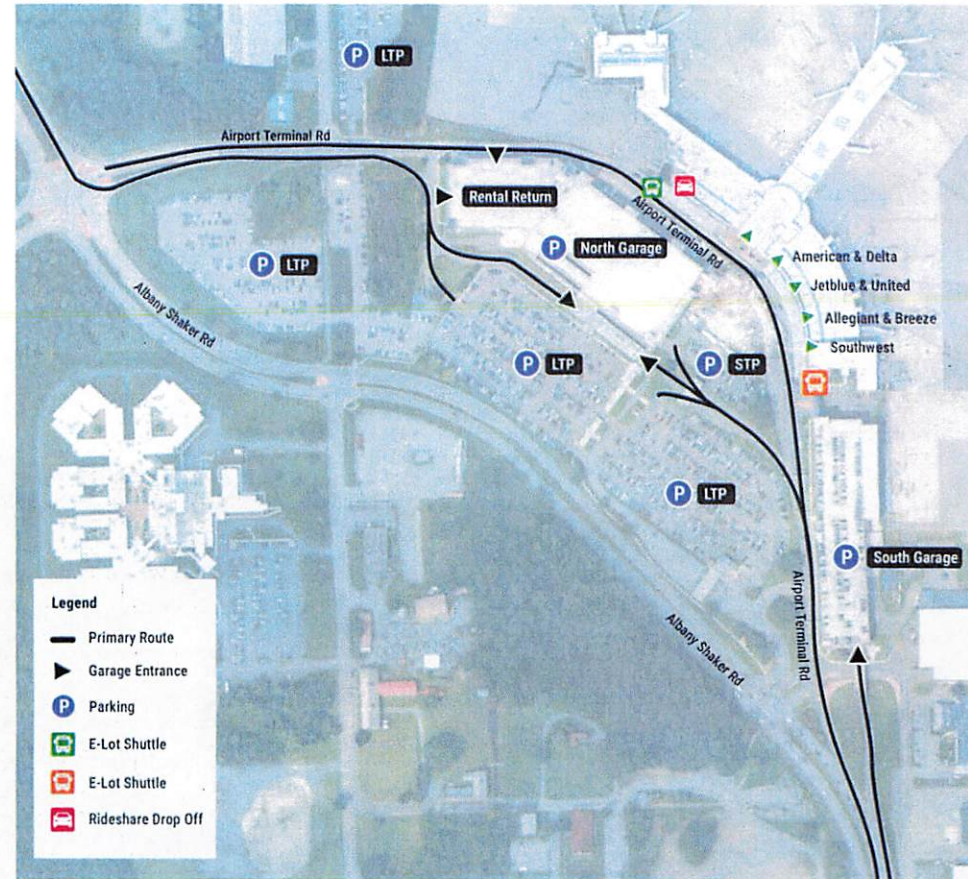 P LTP
Airport Terminal Rd
Rental Return
Airport Terminal Rd
P North Garage
American & Delta
P LTP
Jetblue & United
Albany Shaker Rd
Allegiant & Breeze
Southwest
P LTP
P STP
P LTP
P South Garage
Airport Terminal Rd
Albany Shaker Rd
Legend
Primary Route
Garage Entrance
P Parking
E-Lot Shuttle
E-Lot Shuttle
Rideshare Drop Off